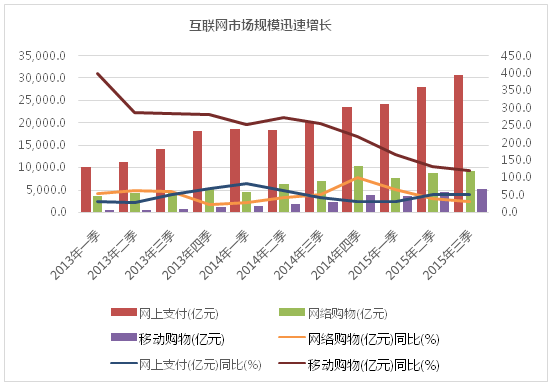 互联网市场规模迅速增长
35,000.0
30,000.0
25,000.0
20,000.0
15,000.0
10,000.0
5,000.0
0.0
450.0
400.0
350.0
300.0
250.0
200.0
150.0
100.0
50.0
0.0
2013年一季
2013年二季
2013年三季
2013年四季
2014年一季
2014年二季
2014年三季
2014年四季
2015年一季
2015年二季
2015年三季
网上支付(亿元)
网络购物(亿元)
移动购物(亿元)
网络购物(亿元)同比(%)
网上支付(亿元)同比(%)
移动购物(亿元)同比(%)